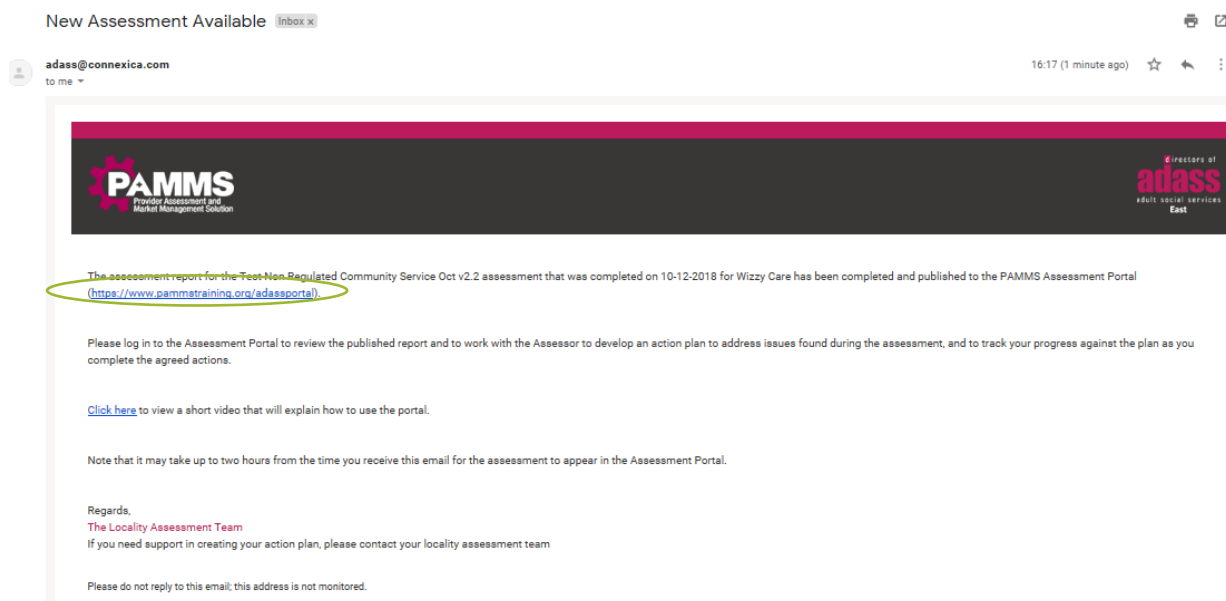 New Assessment Available Inbox x
adass@connexica.com
16:17 (1 minute ago)
to me
PAMMS
Provider Assessment and
Market Management Solution
directors of
adass
adult social services
East
The assessment report for the Test Non Regulated Community Service Oct v2.2 assessment that was completed on 10-12-2018 for Wizzy Care has been completed and published to the PAMMS Assessment Portal
(https://www.pammstraining.org/adassportal).
Please log in to the Assessment Portal to review the published report and to work with the Assessor to develop an action plan to address issues found during the assessment, and to track your progress against the plan as you
complete the agreed actions.
Click here to view a short video that will explain how to use the portal.
Note that it may take up to two hours from the time you receive this email for the assessment to appear in the Assessment Portal.
Regards,
The Locality Assessment Team
If you need support in creating your action plan, please contact your locality assessment team
Please do not reply to this email; this address is not monitored.